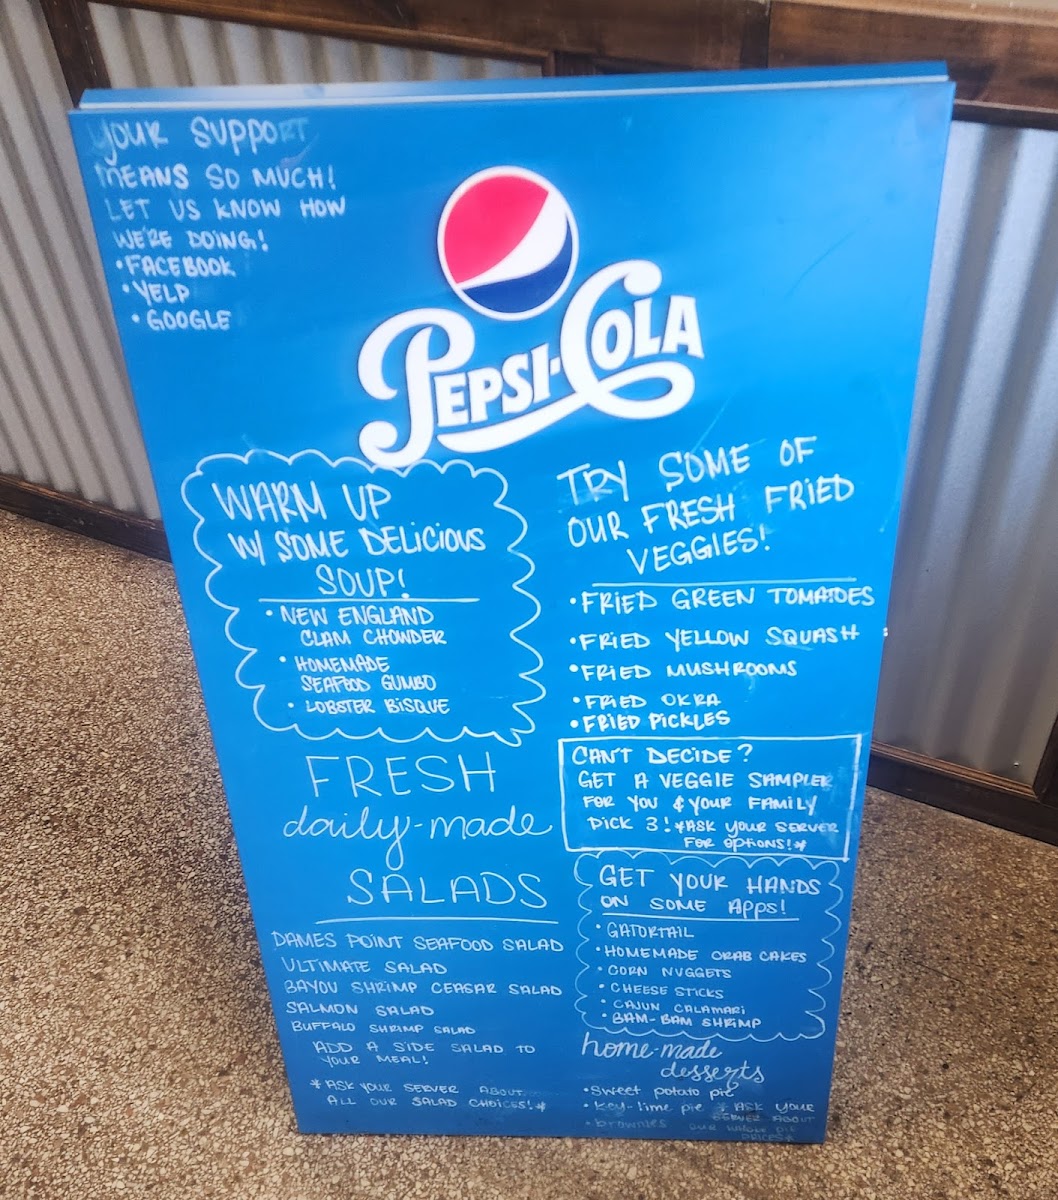 YOUR SUPPORT
MEANS SO MUCH!
LET US KNOW HOW
WE'RE DOING!
• FACEBOOK
• YELP
• GOOGLE
PEPSI-COLA
WARM UP
W/ SOME DELICIOUS
SOUP!
• NEW ENGLAND
CLAM CHOWDER
• HOMEMADE
SEAFOOD GUMBO
• LOBSTER BISQUE
FRESH
daily-made
SALADS
DAMES POINT SEAFOOD SALAD
ULTIMATE SALAD
BAYOU SHRIMP CEASAR SALAD
SALMON SALAD
BUFFALO SHRIMP SALAD
ADD A SIDE SALAD TO
YOUR MEAL!
*ASK YOUR SERVER ABOUT
ALL OUR SALAD CHOICES!*
TRY SOME OF
OUR FRESH FRIED
VEGGIES!
• FRIED GREEN TOMATOES
• FRIED YELLOW SQUASH
• FRIED MUSHROOMS
• FRIED OKRA
• FRIED PICKLES
CAN'T DECIDE?
GET A VEGGIE SAMPLER
FOR YOU & YOUR FAMILY
PICK 3! *ASK YOUR SERVER
FOR OPTIONS!*
GET YOUR HANDS
ON SOME APPS!
• GATORTAIL
• HOMEMADE CRAB CAKES
• CORN NUGGETS
• CHEESE STICKS
• CAJUN CALAMARI
• BAM-BAM SHRIMP
home-made
desserts
• Sweet potato pie
• key-lime pie *ASK YOUR
SERVER ABOUT
• brownies OUR WHOLE PIE
PRICES*